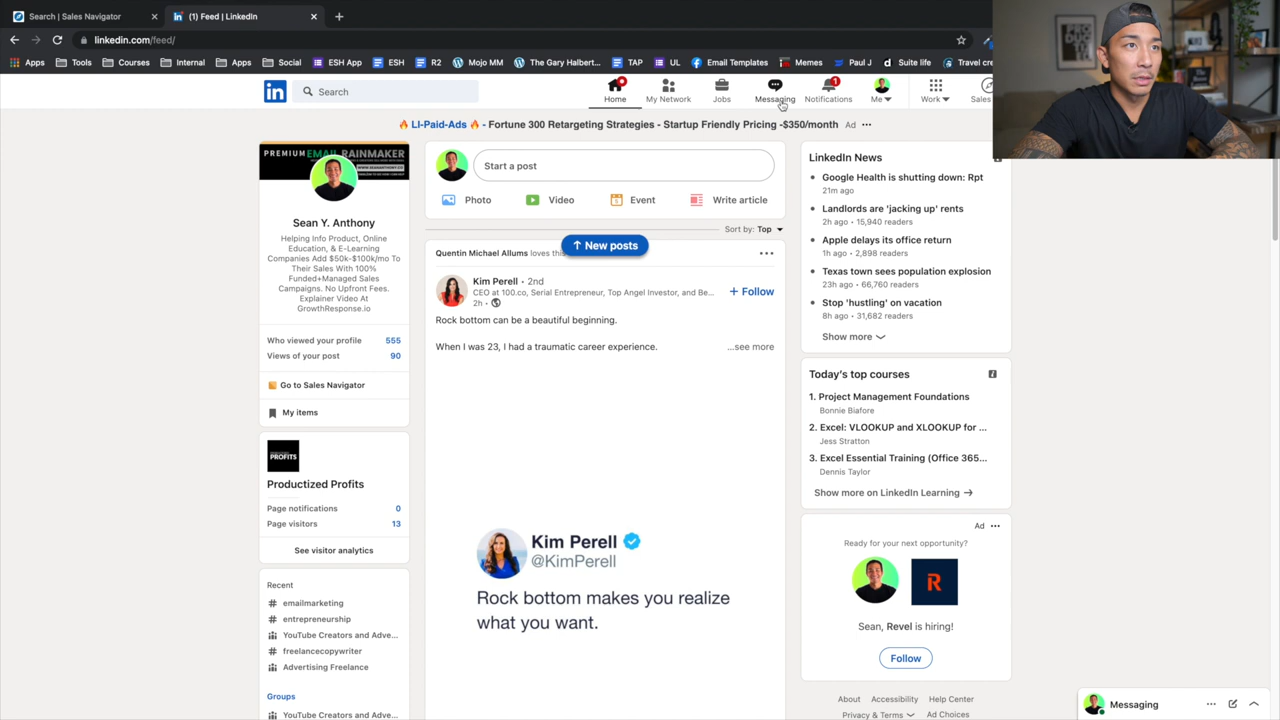 Search | Sales Navigator
(1) Feed | LinkedIn
linkedin.com/feed/
Apps
Tools
Courses
Internal
Apps
Social
ESH App
ESH
R2
Mojo MM
The Gary Halbert...
TAP
UL
Email Templates
Memes
Paul J
Suite life
Travel cre
in
Search
Home
My Network
Jobs
Messaging
1
Notifications
Me
Work
Sales
LI-Paid-Ads - Fortune 300 Retargeting Strategies - Startup Friendly Pricing -$350/month Ad
PREMIUM EMAIL RAINMAKER
Sean Y. Anthony
Helping Info Product, Online
Education, & E-Learning
Companies Add $50k-$100k/mo To
Their Sales With 100%
Funded+Managed Sales
Campaigns. No Upfront Fees.
Explainer Video At
GrowthResponse.io
Who viewed your profile 555
Views of your post 90
Go to Sales Navigator
My items
PROFITS
Productized Profits
Page notifications 0
Page visitors 13
See visitor analytics
Recent
# emailmarketing
# entrepreneurship
YouTube Creators and Adve...
# freelancecopywriter
Advertising Freelance
Groups
YouTube Creators and Adve...
Start a post
Photo
Video
Event
Write article
Sort by: Top
↑ New posts
Quentin Michael Allums loves this
Kim Perell • 2nd
CEO at 100.co, Serial Entrepreneur, Top Angel Investor, and Be...
2h •
+ Follow
Rock bottom can be a beautiful beginning.
When I was 23, I had a traumatic career experience.
...see more
Kim Perell
@KimPerell
Rock bottom makes you realize
what you want.
LinkedIn News
• Google Health is shutting down: Rpt
21m ago
• Landlords are 'jacking up' rents
2h ago • 15,940 readers
• Apple delays its office return
1h ago • 2,898 readers
• Texas town sees population explosion
23h ago • 66,760 readers
• Stop 'hustling' on vacation
8h ago • 31,682 readers
Show more
Today's top courses
1. Project Management Foundations
Bonnie Biafore
2. Excel: VLOOKUP and XLOOKUP for ...
Jess Stratton
3. Excel Essential Training (Office 365...
Dennis Taylor
Show more on LinkedIn Learning →
Ad
Ready for your next opportunity?
R
Sean, Revel is hiring!
Follow
About Accessibility Help Center
Privacy & Terms Ad Choices
Messaging